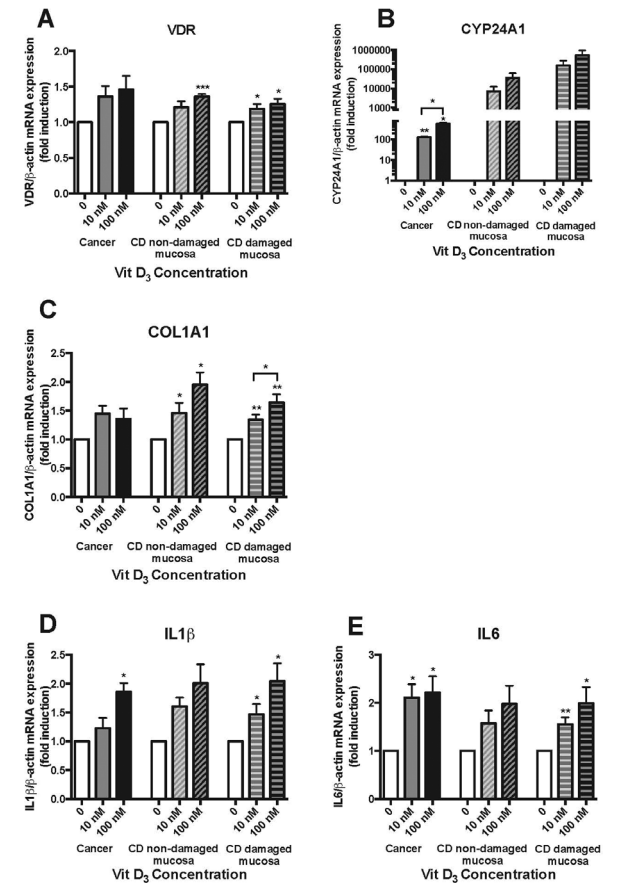 A
VDR
VDR/β-actin mRNA expression
(fold induction)
2.0
1.5
1.0
0.5
0.0
***
* *
0 10 nM 100 nM 0 10 nM 100 nM 0 10 nM 100 nM
Cancer CD non-damaged mucosa CD damaged mucosa
Vit D3 Concentration
B
CYP24A1
CYP24A1/β-actin mRNA expression
(fold induction)
1000000
100000
10000
1000
100
10
1
*
** *
0 10 nM 100 nM 0 10 nM 100 nM 0 10 nM 100 nM
Cancer CD non-damaged mucosa CD damaged mucosa
Vit D3 Concentration
C
COL1A1
COL1A1/β-actin mRNA expression
(fold induction)
2.5
2.0
1.5
1.0
0.5
0.0
* *
*
** **
0 10 nM 100 nM 0 10 nM 100 nM 0 10 nM 100 nM
Cancer CD non-damaged mucosa CD damaged mucosa
Vit D3 Concentration
D
IL1β
IL1β/β-actin mRNA expression
(fold induction)
2.5
2.0
1.5
1.0
0.5
0.0
*
* *
0 10 nM 100 nM 0 10 nM 100 nM 0 10 nM 100 nM
Cancer CD non-damaged mucosa CD damaged mucosa
Vit D3 Concentration
E
IL6
IL6/β-actin mRNA expression
(fold induction)
3
2
1
0
* *
** *
0 10 nM 100 nM 0 10 nM 100 nM 0 10 nM 100 nM
Cancer CD non-damaged mucosa CD damaged mucosa
Vit D3 Concentration